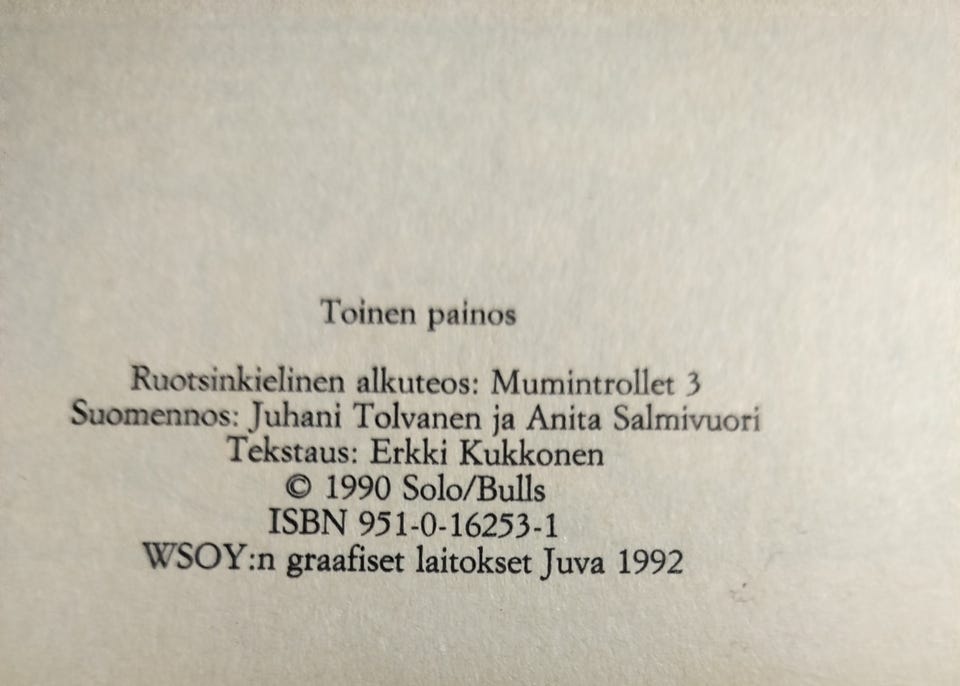 Toinen painos
Ruotsinkielinen alkuteos: Mumintrollet 3
Suomennos: Juhani Tolvanen ja Anita Salmivuori
Tekstaus: Erkki Kukkonen
© 1990 Solo/Bulls
ISBN 951-0-16253-1
WSOY:n graafiset laitokset Juva 1992